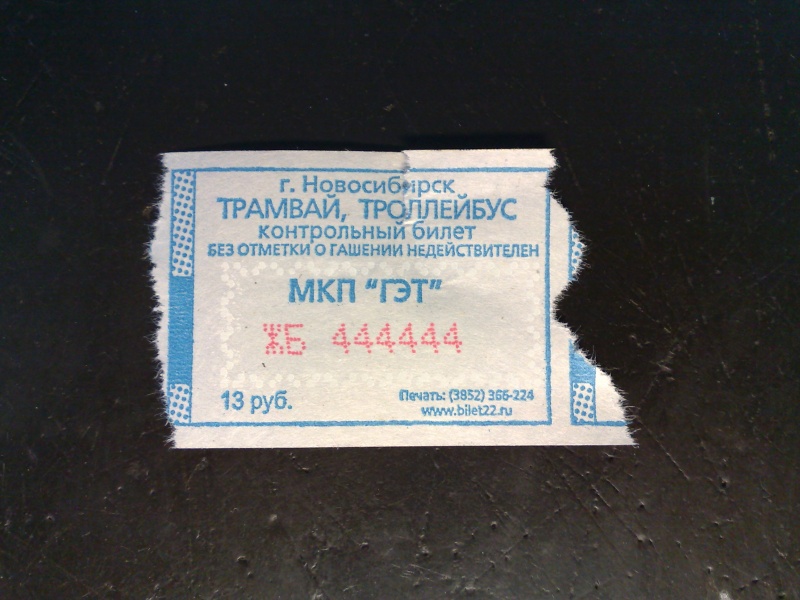 г. Новосибирск
ТРАМВАЙ, ТРОЛЛЕЙБУС
контрольный билет
БЕЗ ОТМЕТКИ О ГАШЕНИИ НЕДЕЙСТВИТЕЛЕН
МКП "ГЭТ"
ЖБ 444444
13 руб.
Печать: (3852) 366-224
www.bilet22.ru